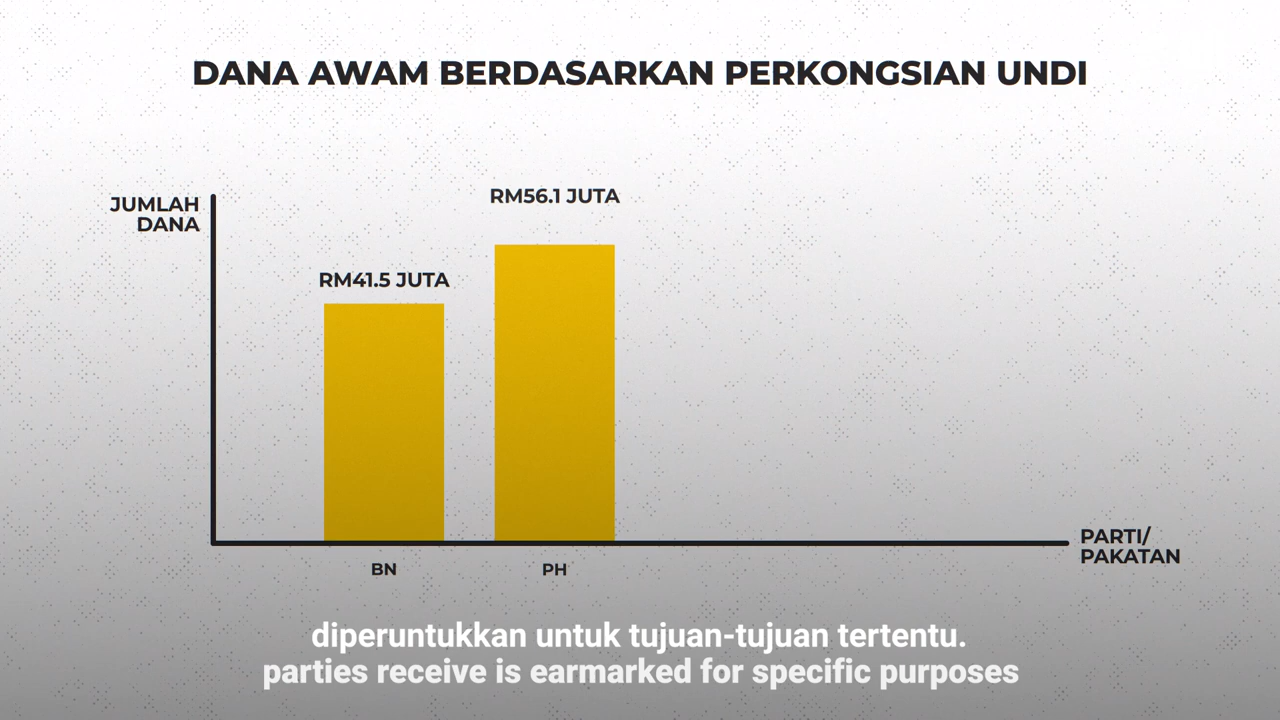 DANA AWAM BERDASARKAN PERKONGSIAN UNDI
JUMLAH
DANA
RM56.1 JUTA
RM41.5 JUTA
BN
PH
PARTI/
PAKATAN
diperuntukkan untuk tujuan-tujuan tertentu.
parties receive is earmarked for specific purposes